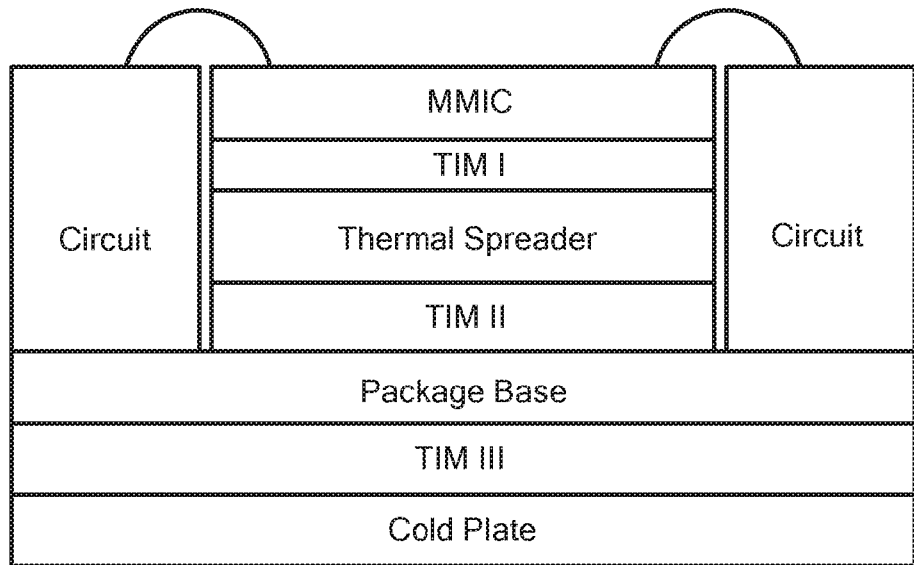 MMIC
TIM I
Circuit
Thermal Spreader
Circuit
TIM II
Package Base
TIM III
Cold Plate